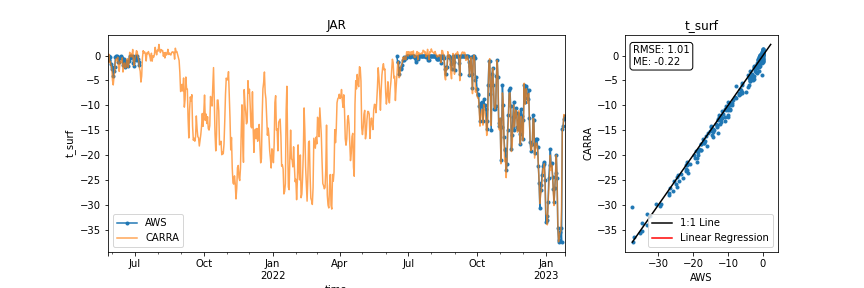 JAR
t_surf
0
−5
−10
−15
−20
−25
−30
−35
AWS
CARRA
Jul
Oct
Jan
2022
Apr
Jul
Oct
Jan
2023
time
t_surf
RMSE: 1.01
ME: -0.22
CARRA
0
−5
−10
−15
−20
−25
−30
−35
1:1 Line
Linear Regression
−30
−20
−10
0
AWS